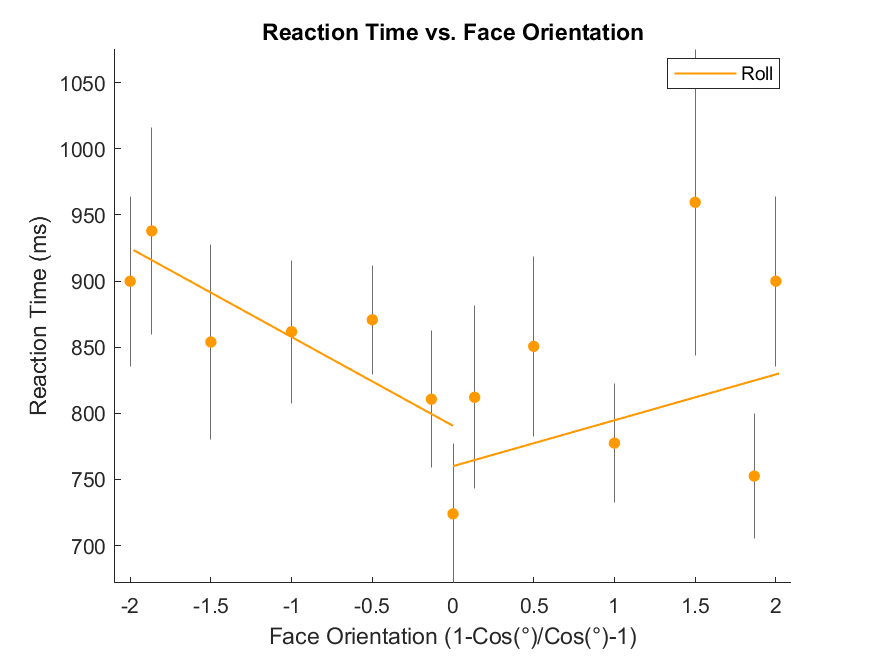 Reaction Time vs. Face Orientation
Roll
Reaction Time (ms)
1050
1000
950
900
850
800
750
700
-2 -1.5 -1 -0.5 0 0.5 1 1.5 2
Face Orientation (1-Cos(°)/Cos(°)-1)